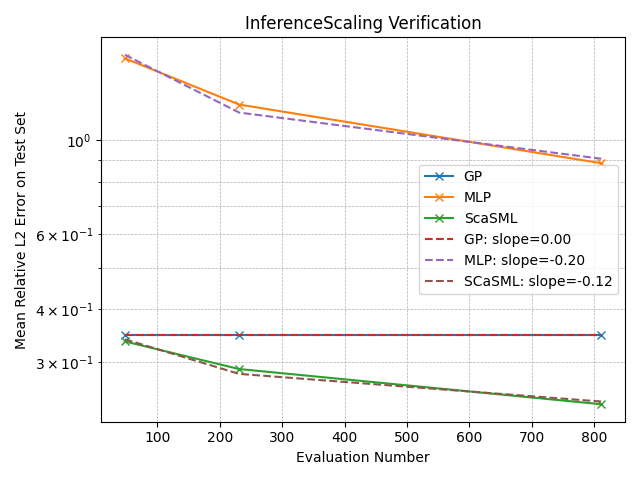 InferenceScaling Verification
Mean Relative L2 Error on Test Set
10⁰
6 × 10⁻¹
4 × 10⁻¹
3 × 10⁻¹
GP
MLP
ScaSML
GP: slope=0.00
MLP: slope=-0.20
SCaSML: slope=-0.12
100 200 300 400 500 600 700 800
Evaluation Number